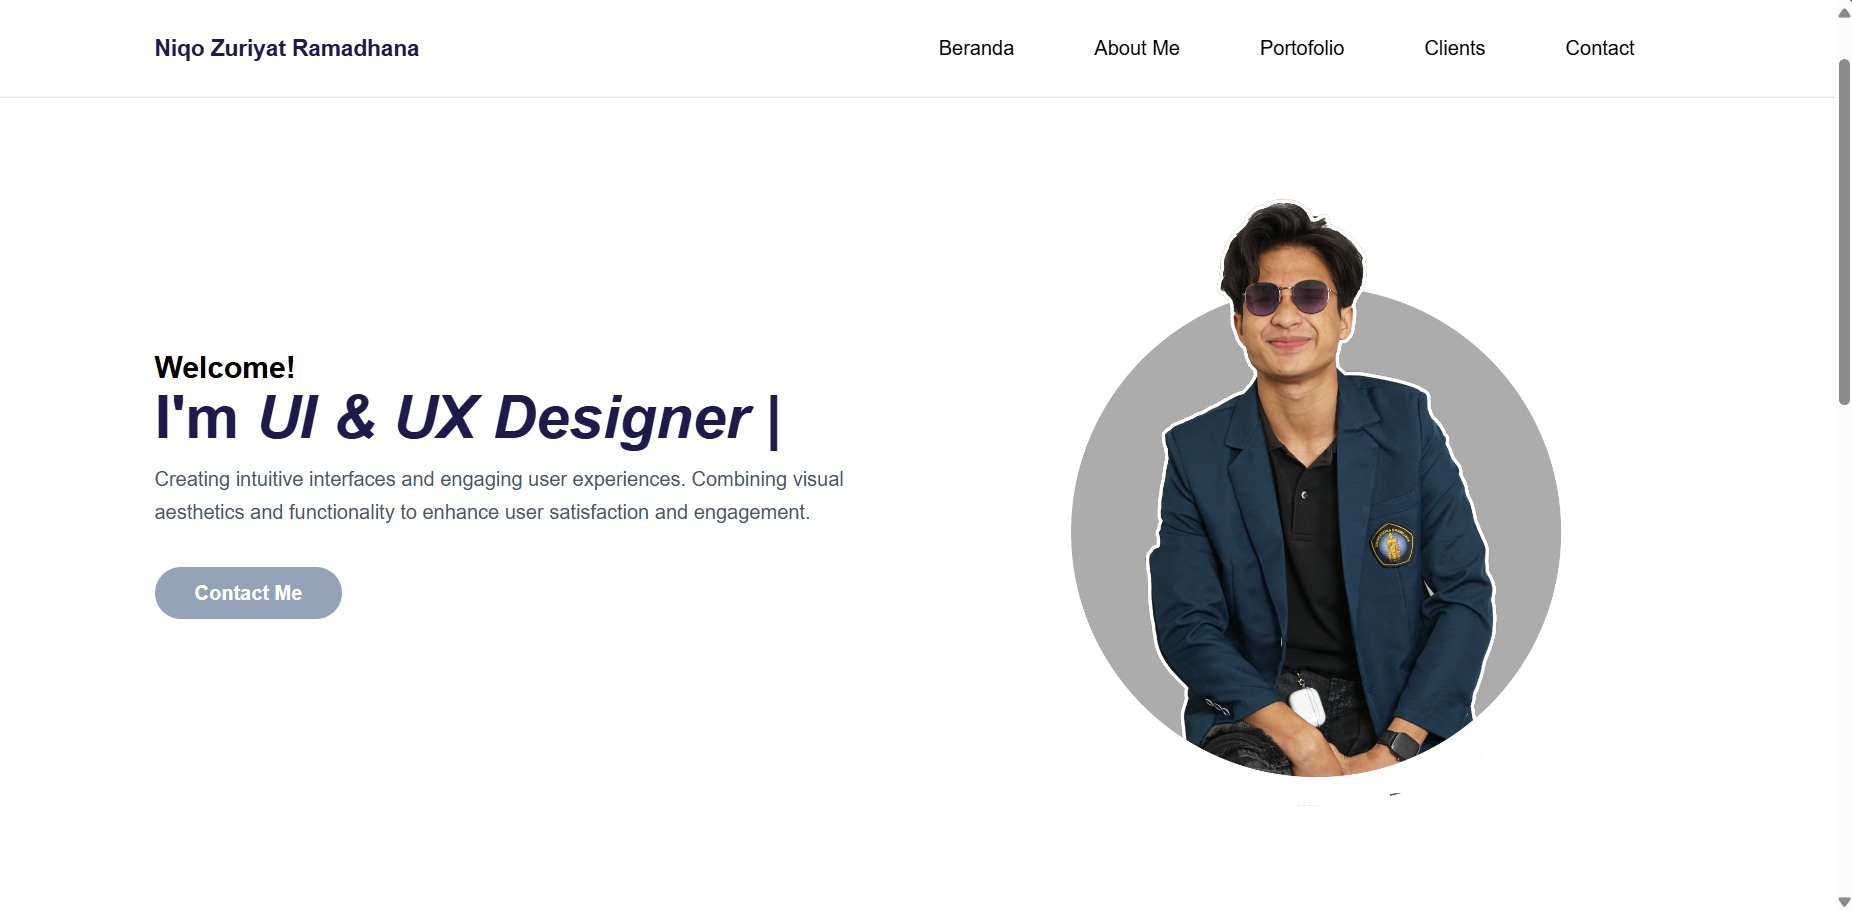 Niqo Zuriyat Ramadhana
Beranda
About Me
Portofolio
Clients
Contact
Welcome!
I'm UI & UX Designer |
Creating intuitive interfaces and engaging user experiences. Combining visual
aesthetics and functionality to enhance user satisfaction and engagement.
Contact Me